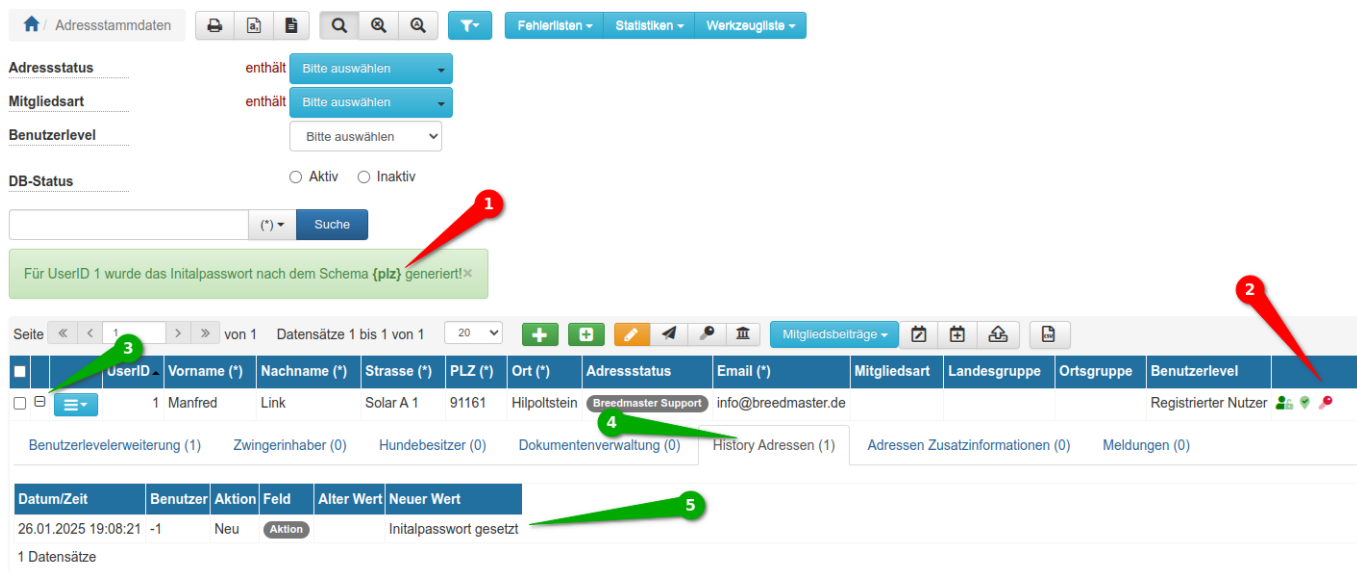 Adressstammdaten Fehlerlisten Statistiken Werkzeugliste
Adressstatus enthält Bitte auswählen
Mitgliedsart enthält Bitte auswählen
Benutzerlevel Bitte auswählen
DB-Status Aktiv Inaktiv
1
(*) Suche
Für UserID 1 wurde das Initalpasswort nach dem Schema {plz} generiert!×
2
Seite « < 1 > » von 1 Datensätze 1 bis 1 von 1 20 Mitgliedsbeiträge
3
UserID Vorname (*) Nachname (*) Strasse (*) PLZ (*) Ort (*) Adressstatus Email (*) Mitgliedsart Landesgruppe Ortsgruppe Benutzerlevel
1 Manfred Link Solar A 1 91161 Hilpoltstein Breedmaster Support info@breedmaster.de Registrierter Nutzer
4
Benutzerlevelerweiterung (1) Zwingerinhaber (0) Hundebesitzer (0) Dokumentenverwaltung (0) History Adressen (1) Adressen Zusatzinformationen (0) Meldungen (0)
Datum/Zeit Benutzer Aktion Feld Alter Wert Neuer Wert
5
26.01.2025 19:08:21 -1 Neu Aktion Initalpasswort gesetzt
1 Datensätze